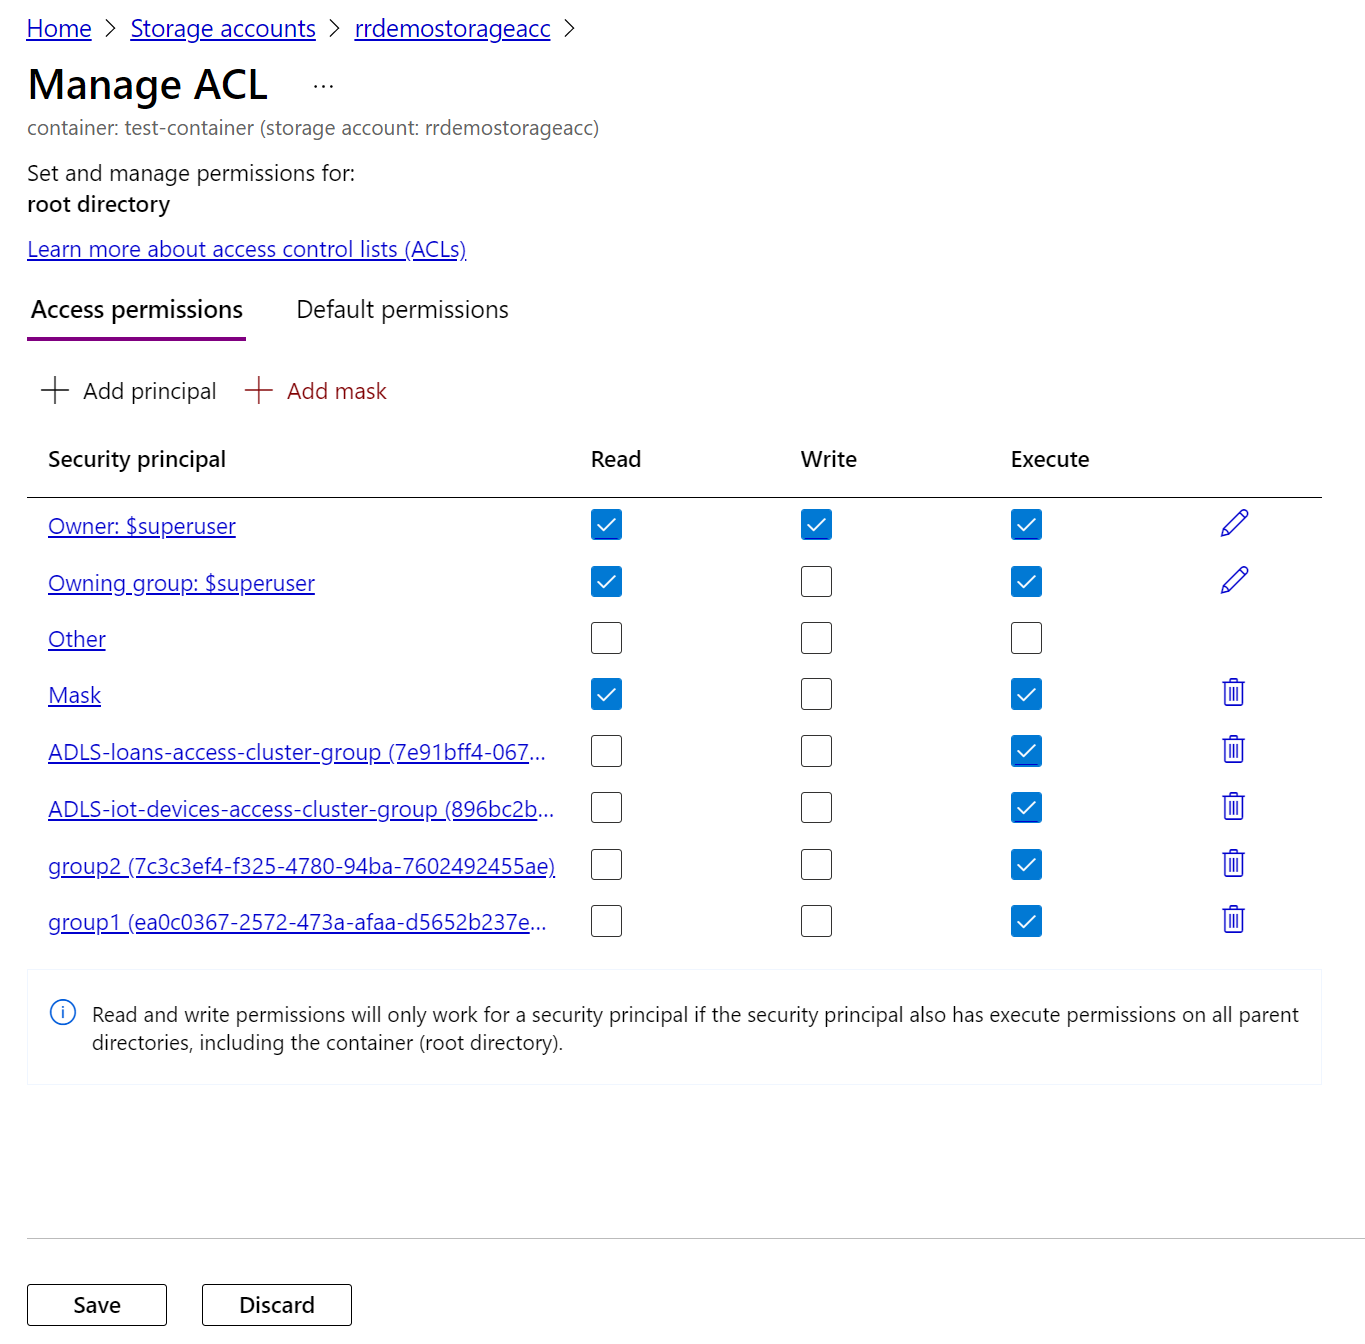 Home > Storage accounts > rrdemostorageacc >
Manage ACL ...
container: test-container (storage account: rrdemostorageacc)
Set and manage permissions for:
root directory
Learn more about access control lists (ACLs)
Access permissions Default permissions
+ Add principal + Add mask
Security principal Read Write Execute
Owner: $superuser
Owning group: $superuser
Other
Mask
ADLS-loans-access-cluster-group (7e91bff4-067...
ADLS-iot-devices-access-cluster-group (896bc2b...
group2 (7c3c3ef4-f325-4780-94ba-7602492455ae)
group1 (ea0c0367-2572-473a-afaa-d5652b237e...
Read and write permissions will only work for a security principal if the security principal also has execute permissions on all parent
directories, including the container (root directory).
Save Discard